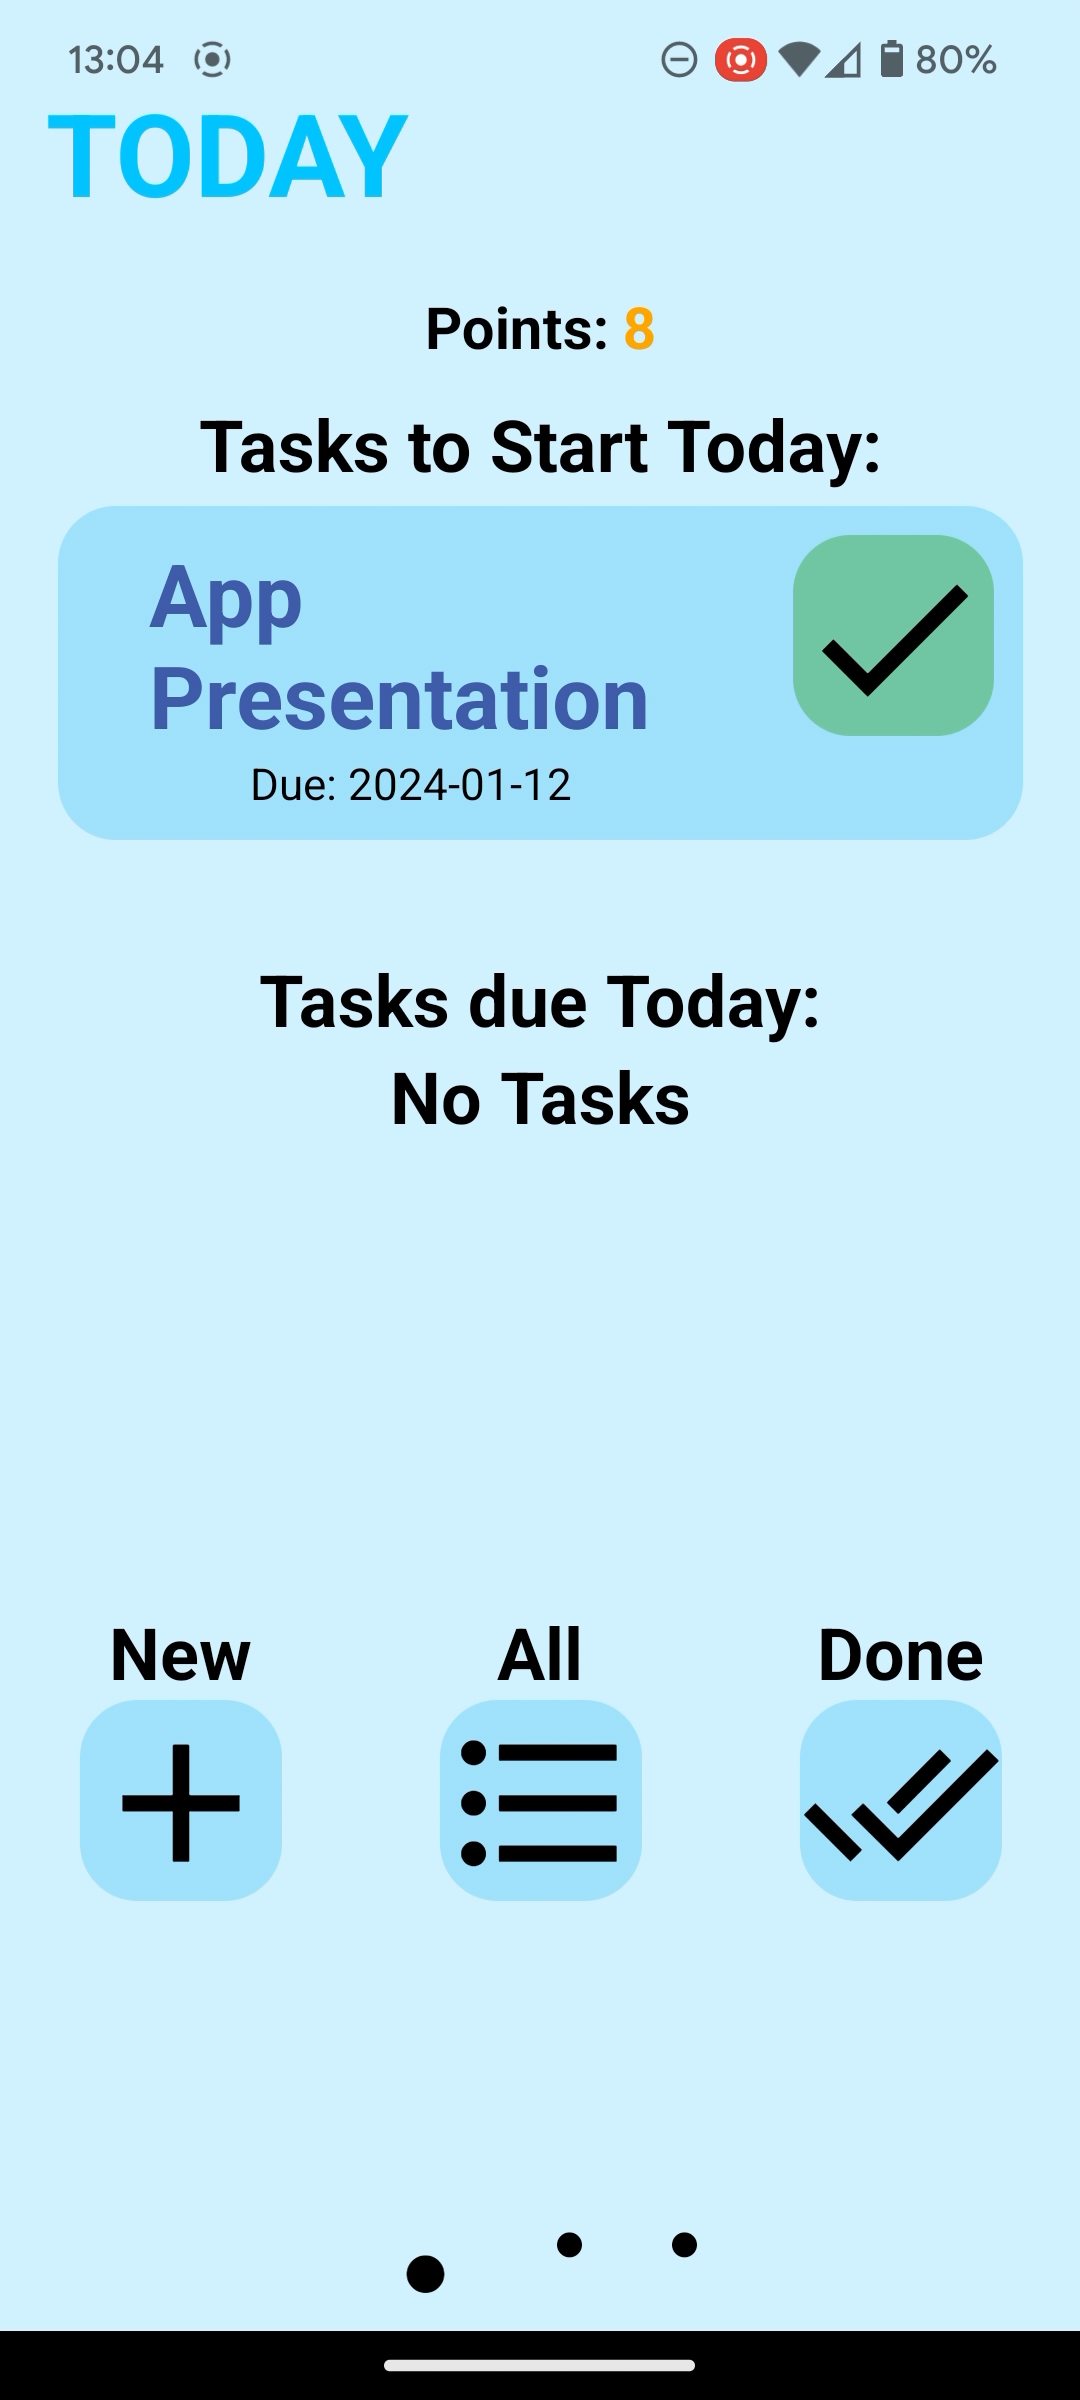 13:04 80%
TODAY
Points: 8
Tasks to Start Today:
App
Presentation
Due: 2024-01-12
Tasks due Today:
No Tasks
New All Done